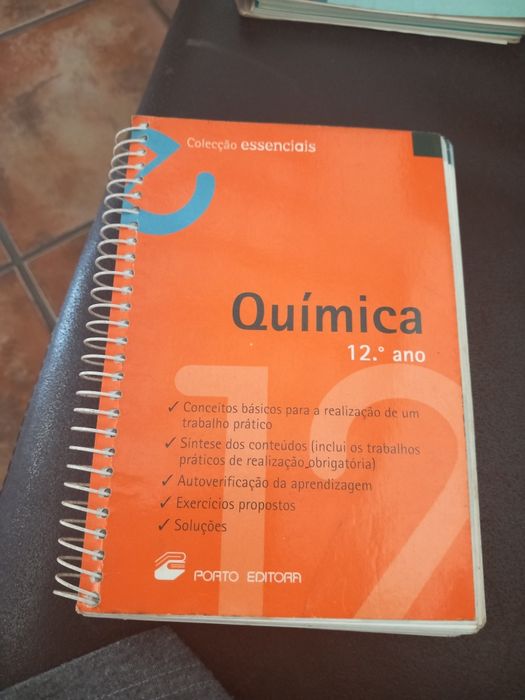 Colecção essenciais
Química
12.º ano
12
✓ Conceitos básicos para a realização de um
trabalho prático
✓ Síntese dos conteúdos (inclui os trabalhos
práticos de realização obrigatória)
✓ Autoverificação da aprendizagem
✓ Exercícios propostos
✓ Soluções
PORTO EDITORA